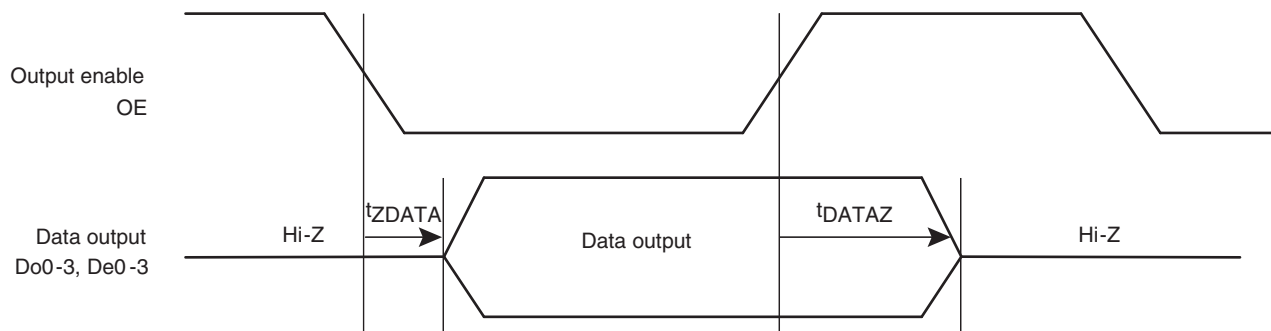 Output enable
OE
tZDATA
tDATAZ
Hi-Z
Data output
Hi-Z
Data output
Do0-3, De0-3